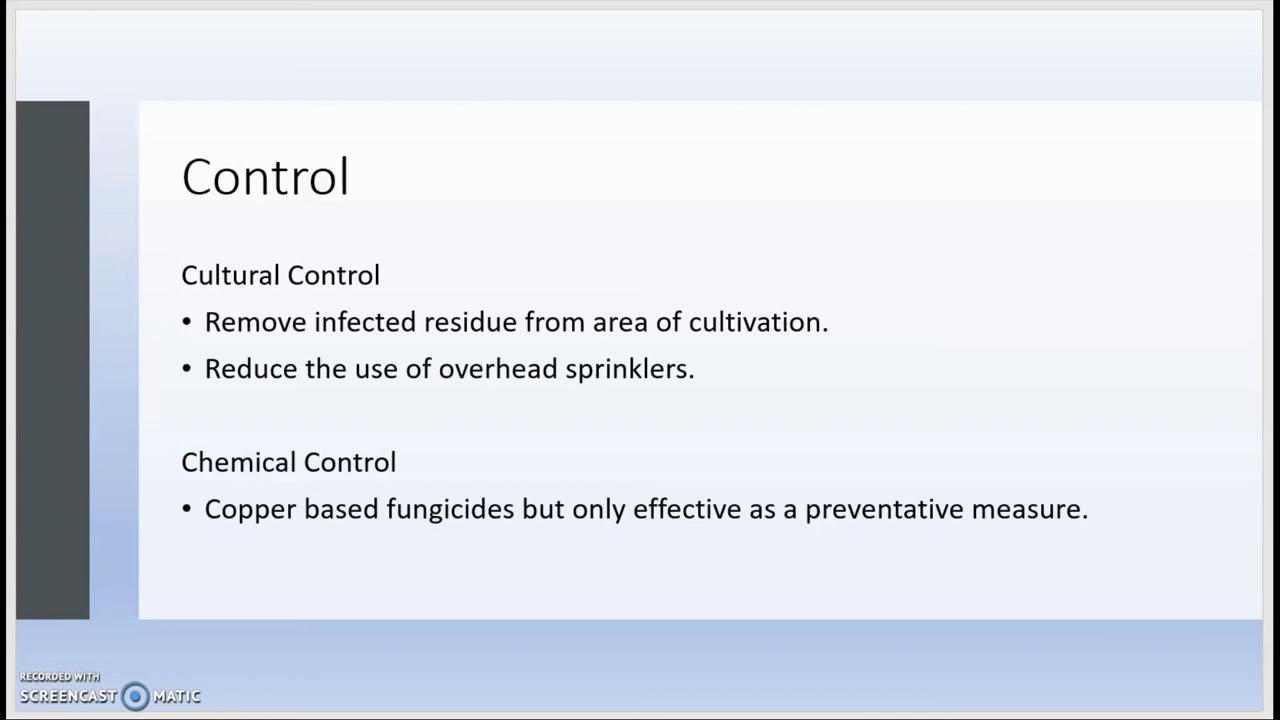 Control
Cultural Control
• Remove infected residue from area of cultivation.
• Reduce the use of overhead sprinklers.
Chemical Control
• Copper based fungicides but only effective as a preventative measure.
RECORDED WITH
SCREENCAST MATIC